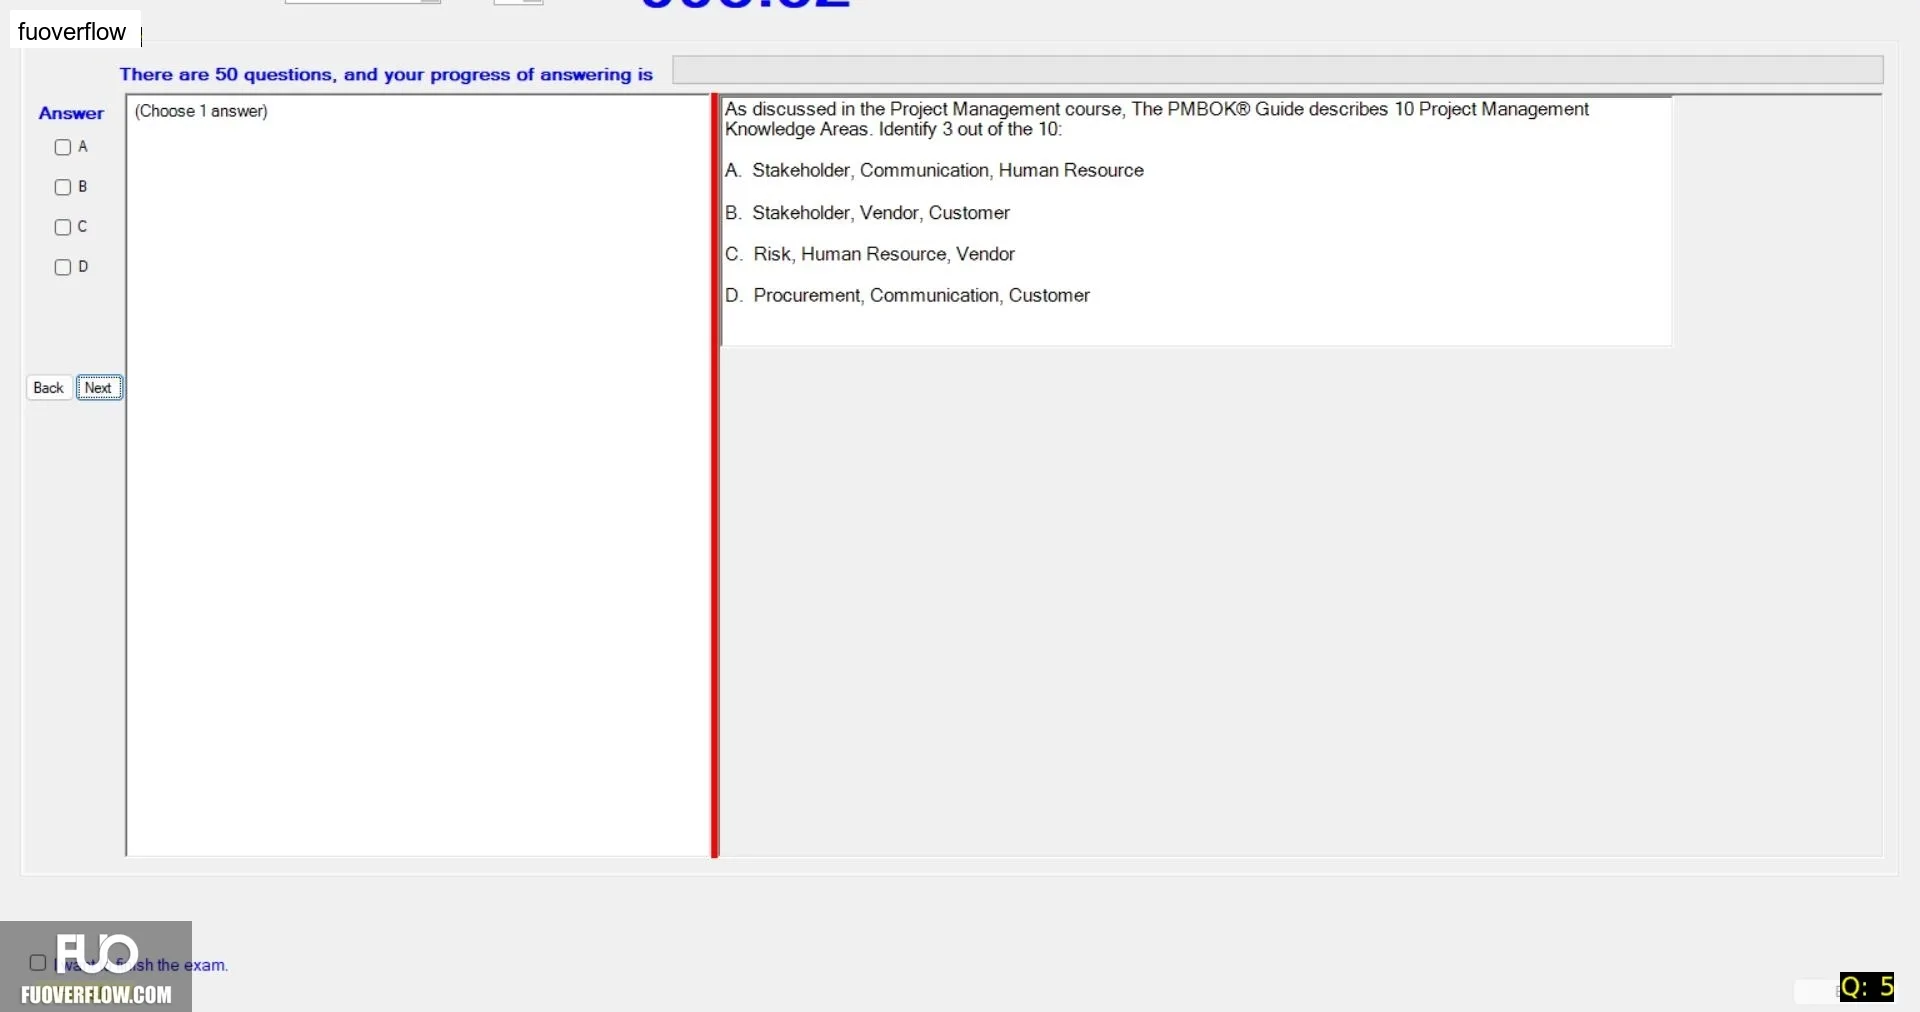 fuoverflow
There are 50 questions, and your progress of answering is
Answer
(Choose 1 answer)
A
B
C
D
Back Next
As discussed in the Project Management course, The PMBOK® Guide describes 10 Project Management
Knowledge Areas. Identify 3 out of the 10:
A. Stakeholder, Communication, Human Resource
B. Stakeholder, Vendor, Customer
C. Risk, Human Resource, Vendor
D. Procurement, Communication, Customer
FUO
the exam.
FUOVERFLOW.COM
Q: 5